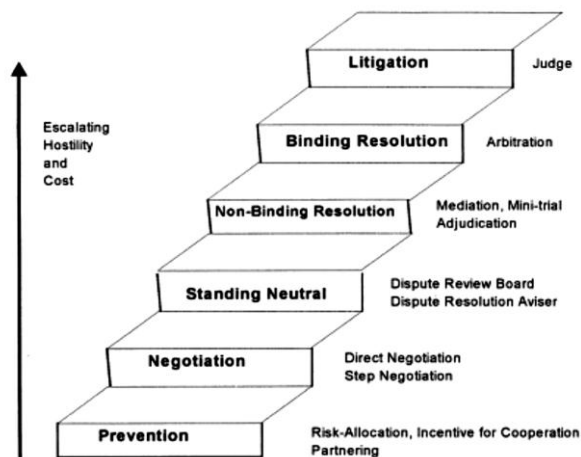 Litigation
Judge
Escalating
Hostility
and
Cost
Binding Resolution
Arbitration
Non-Binding Resolution
Mediation, Mini-trial
Adjudication
Standing Neutral
Dispute Review Board
Dispute Resolution Aviser
Negotiation
Direct Negotiation
Step Negotiation
Prevention
Risk-Allocation, Incentive for Cooperation
Partnering